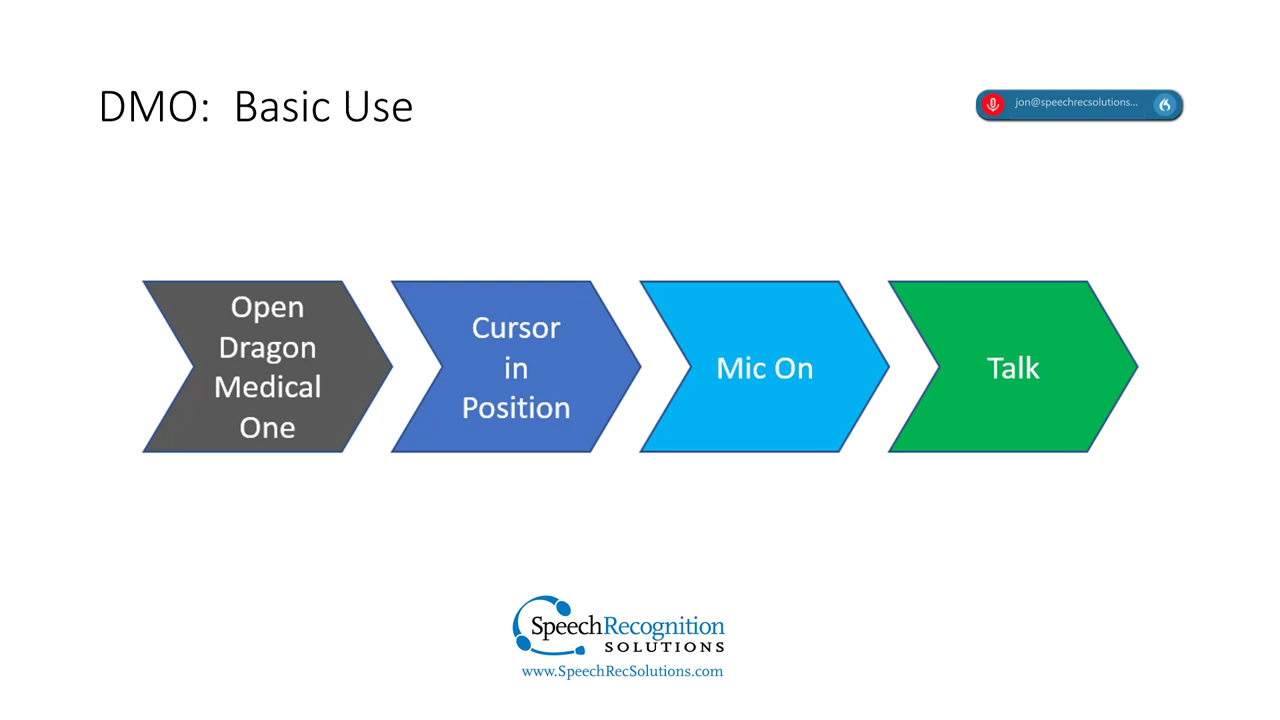 DMO:  Basic Use
jon@speechrecsolutions...
Open
Dragon
Medical
One
Cursor
in
Position
Mic On
Talk
SpeechRecognition
SOLUTIONS
www.SpeechRecSolutions.com